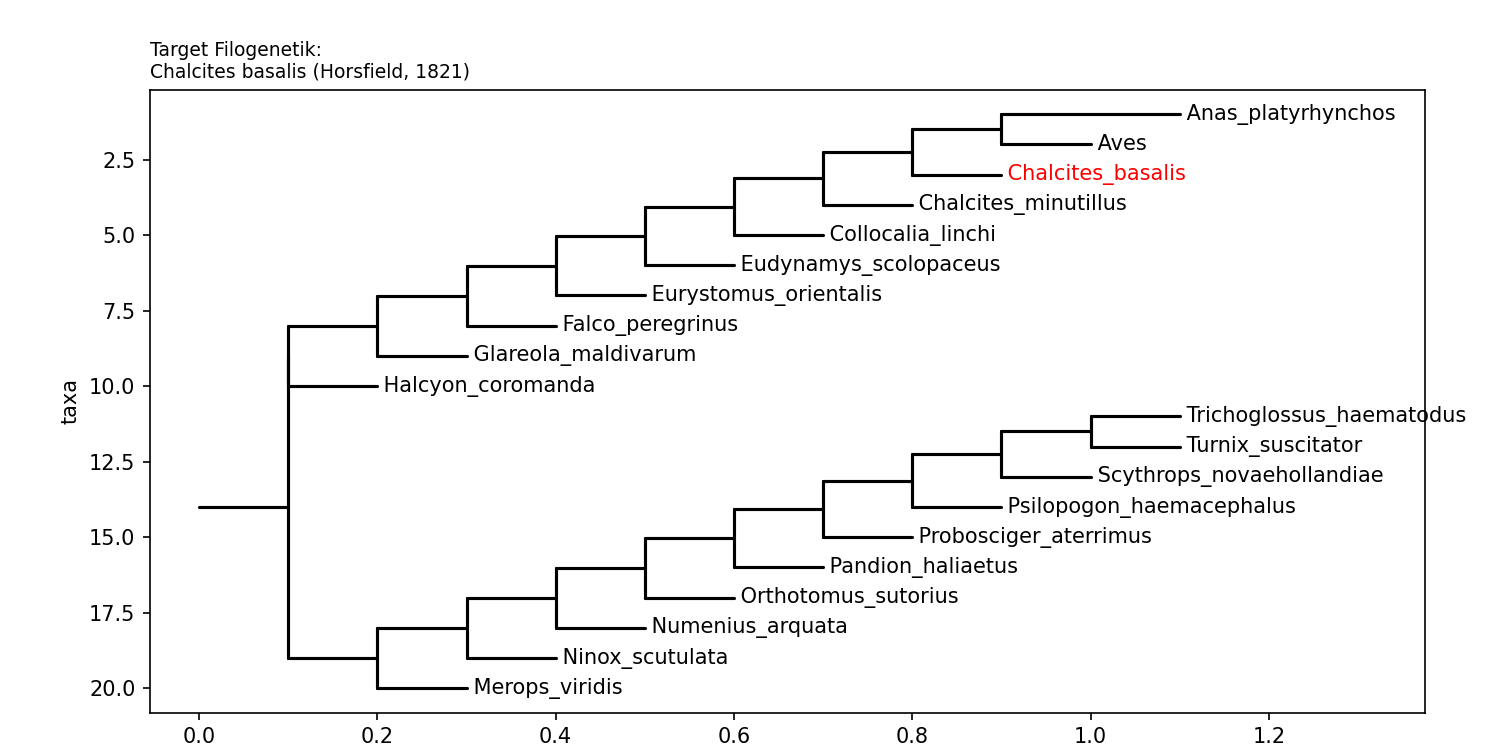 Target Filogenetik:
Chalcites basalis (Horsfield, 1821)
Anas_platyrhynchos
Aves
2.5
Chalcites_basalis
Chalcites_minutillus
5.0
Collocalia_linchi
Eudynamys_scolopaceus
Eurystomus_orientalis
7.5
Falco_peregrinus
Glareola_maldivarum
taxa
10.0
Halcyon_coromanda
Trichoglossus_haematodus
Turnix_suscitator
12.5
Scythrops_novaehollandiae
Psilopogon_haemacephalus
15.0
Probosciger_aterrimus
Pandion_haliaetus
Orthotomus_sutorius
17.5
Numenius_arquata
Ninox_scutulata
20.0
Merops_viridis
0.0 0.2 0.4 0.6 0.8 1.0 1.2